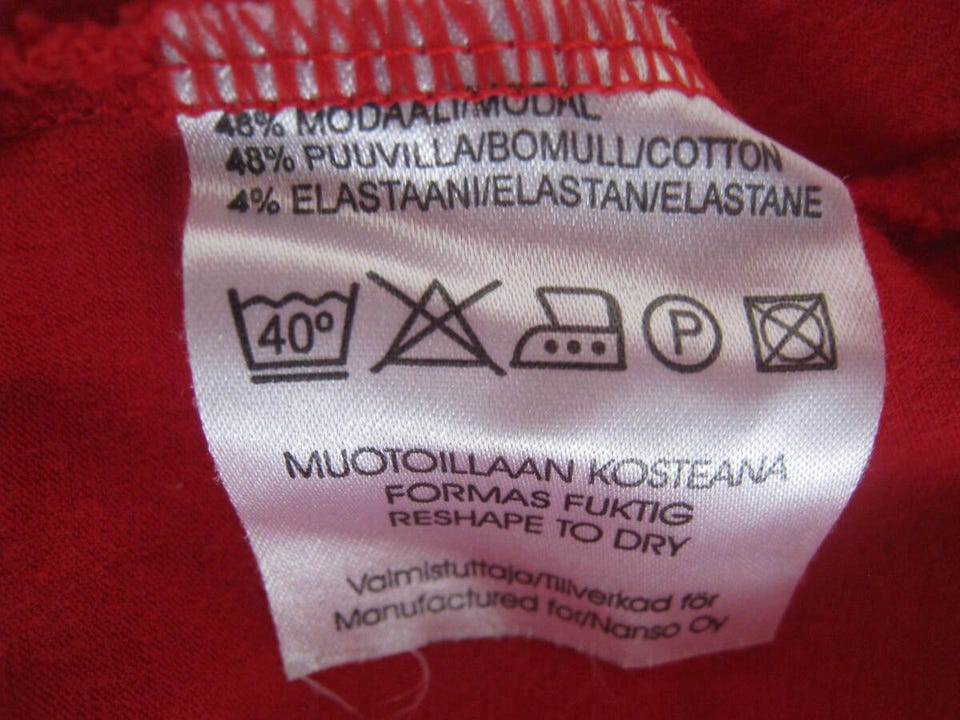 48% MODAALI/MODAL
48% PUUVILLA/BOMULL/COTTON
4% ELASTAANI/ELASTAN/ELASTANE
40° P
MUOTOILLAAN KOSTEANA
FORMAS FUKTIG
RESHAPE TO DRY
Valmistuttaja/Tillverkad för
Manufactured for/Nanso Oy